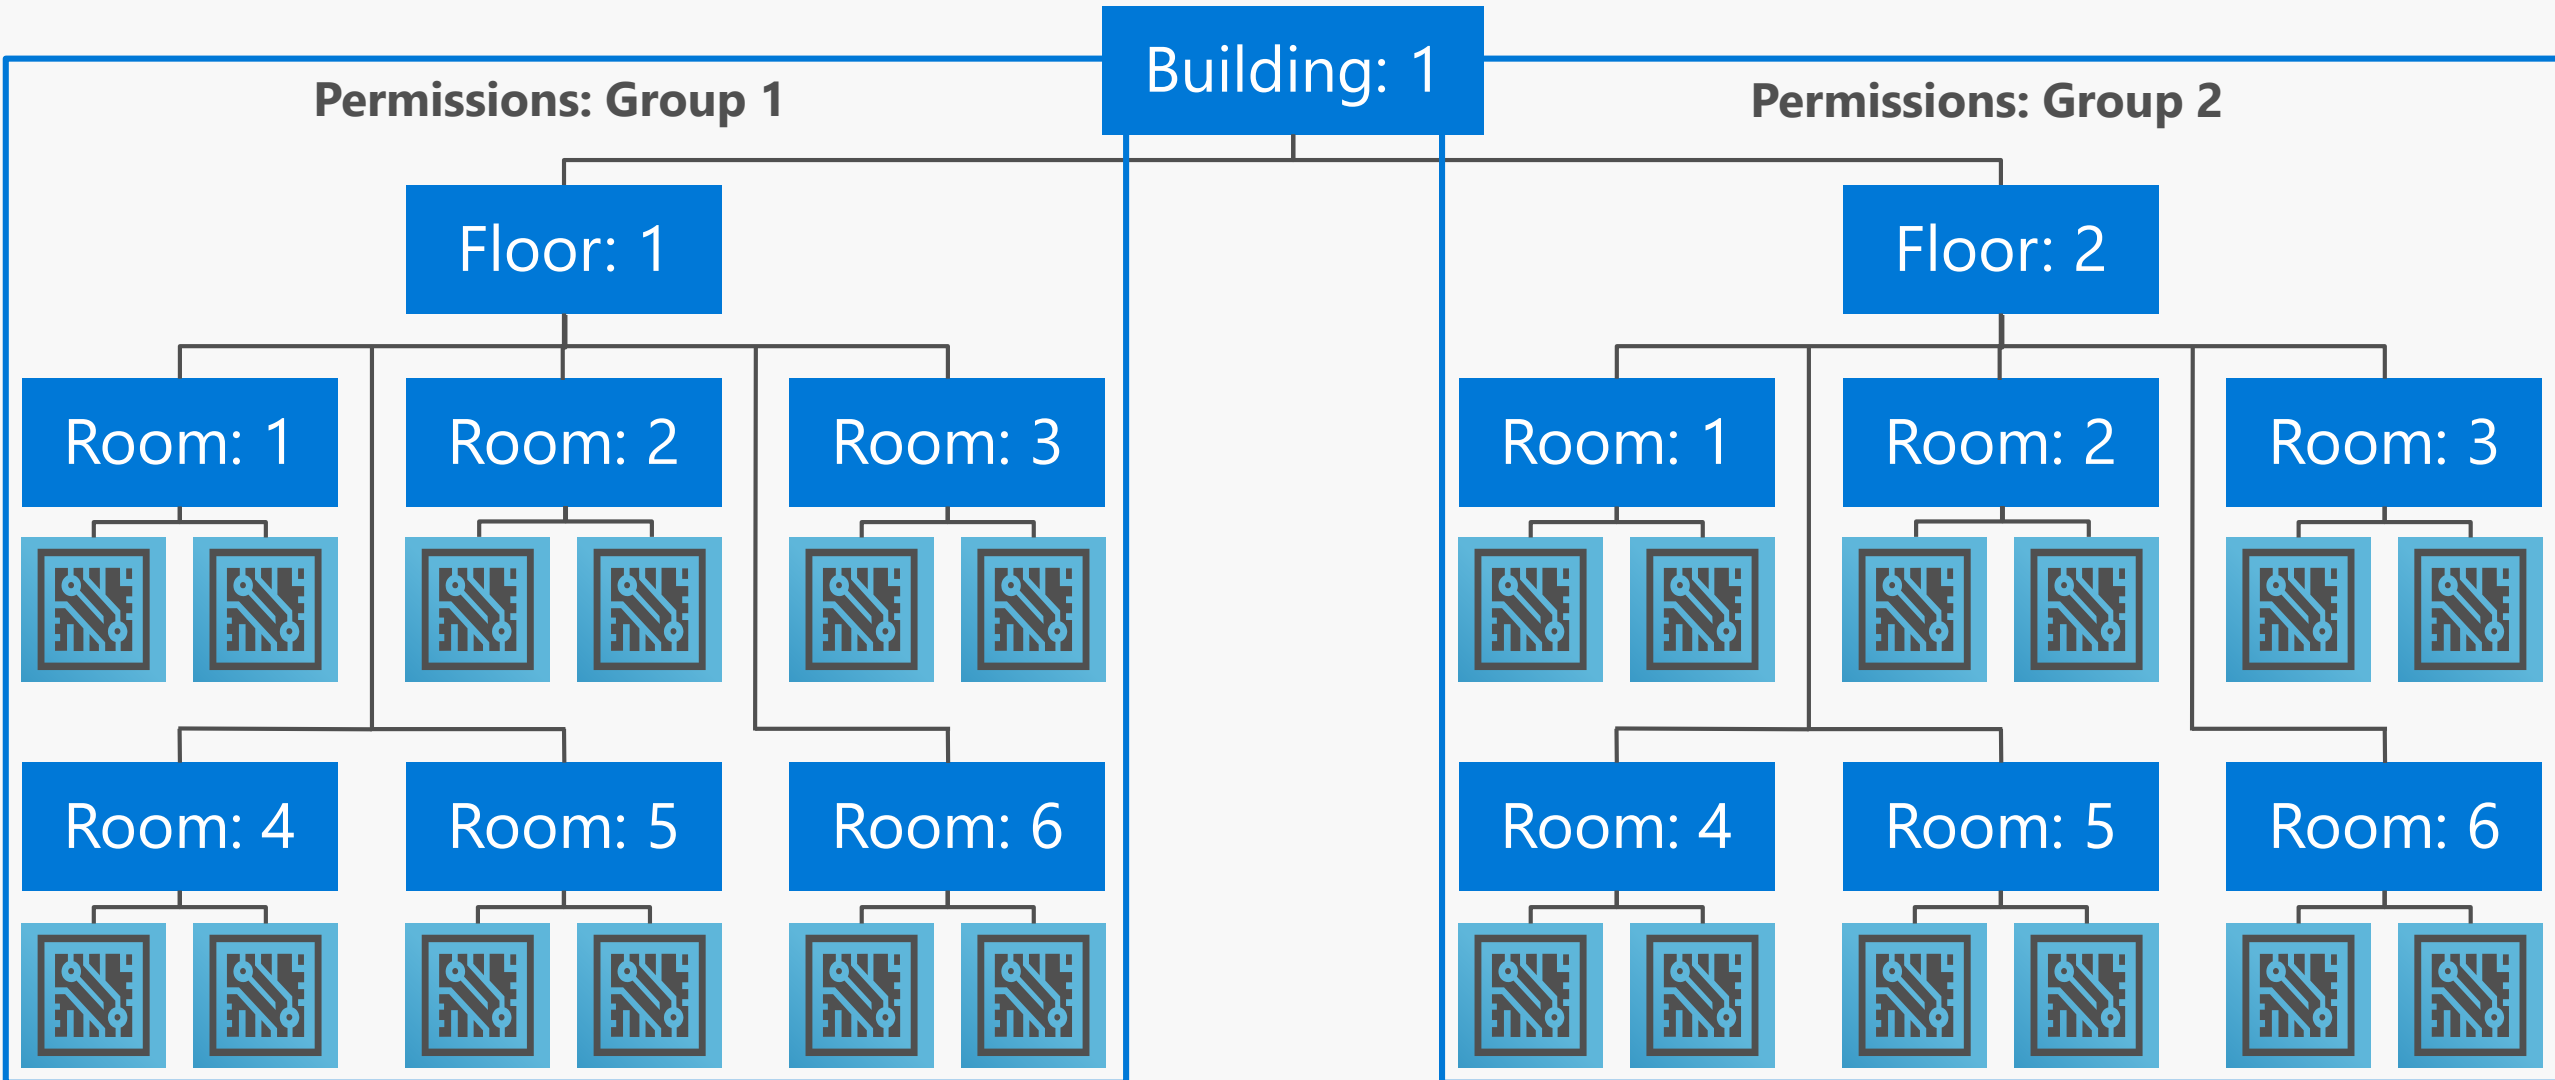 Building: 1
Permissions: Group 1
Permissions: Group 2
Floor: 1
Floor: 2
Room: 1
Room: 2
Room: 3
Room: 1
Room: 2
Room: 3
Room: 4
Room: 5
Room: 6
Room: 4
Room: 5
Room: 6